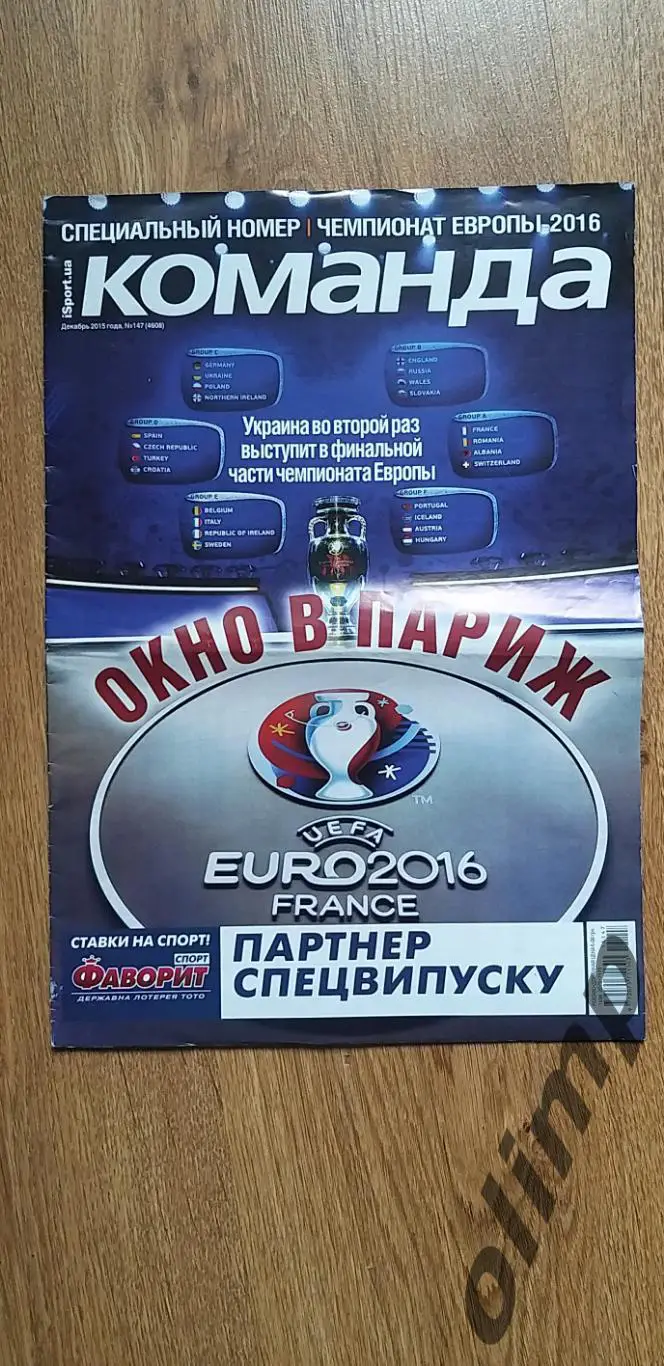 СПЕЦИАЛЬНЫЙ НОМЕР | ЧЕМПИОНАТ ЕВРОПЫ-2016
iSport.ua
КОМАНДА
Декабрь 2015 года, №147 (4608)
GROUP C
GERMANY
UKRAINE
POLAND
NORTHERN IRELAND
GROUP B
ENGLAND
RUSSIA
WALES
SLOVAKIA
GROUP D
SPAIN
CZECH REPUBLIC
TURKEY
CROATIA
Украина во второй раз
выступит в финальной
части чемпионата Европы
GROUP A
FRANCE
ROMANIA
ALBANIA
SWITZERLAND
GROUP E
BELGIUM
ITALY
REPUBLIC OF IRELAND
SWEDEN
GROUP F
PORTUGAL
ICELAND
AUSTRIA
HUNGARY
ОКНО В ПАРИЖ
TM
UEFA
EURO2016
FRANCE
СТАВКИ НА СПОРТ!
СПОРТ
ФАВОРИТ
ДЕРЖАВНА ЛОТЕРЕЯ ТОТО
ПАРТНЕР
СПЕЦВИПУСКУ
olimp